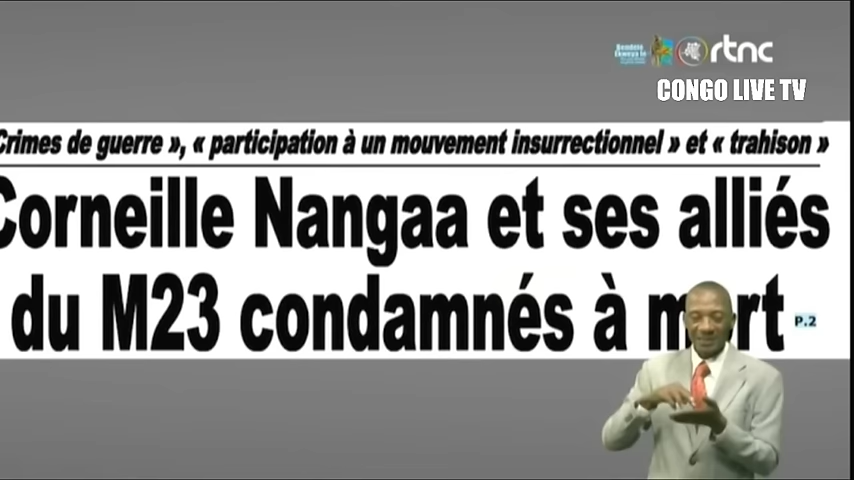 rtnc
CONGO LIVE TV
Crimes de guerre », « participation à un mouvement insurrectionnel » et « trahison »
Corneille Nangaa et ses alliés
du M23 condamnés à mort
P.2